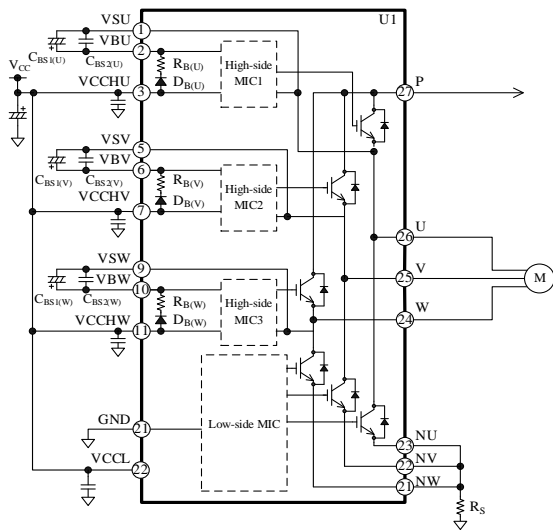 U1
VSU
1
CBS1(U)
CBS2(U)
VBU
2
RB(U)
DB(U)
High-side
MIC1
VCC
VCCHU
3
P
27
VSV
5
CBS1(V)
CBS2(V)
VBV
6
RB(V)
DB(V)
High-side
MIC2
VCCHV
7
U
26
V
25
M
VSW
9
CBS1(W)
CBS2(W)
VBW
10
RB(W)
DB(W)
High-side
MIC3
VCCHW
11
W
24
Low-side MIC
GND
21
VCCL
22
NU
23
NV
22
NW
21
RS